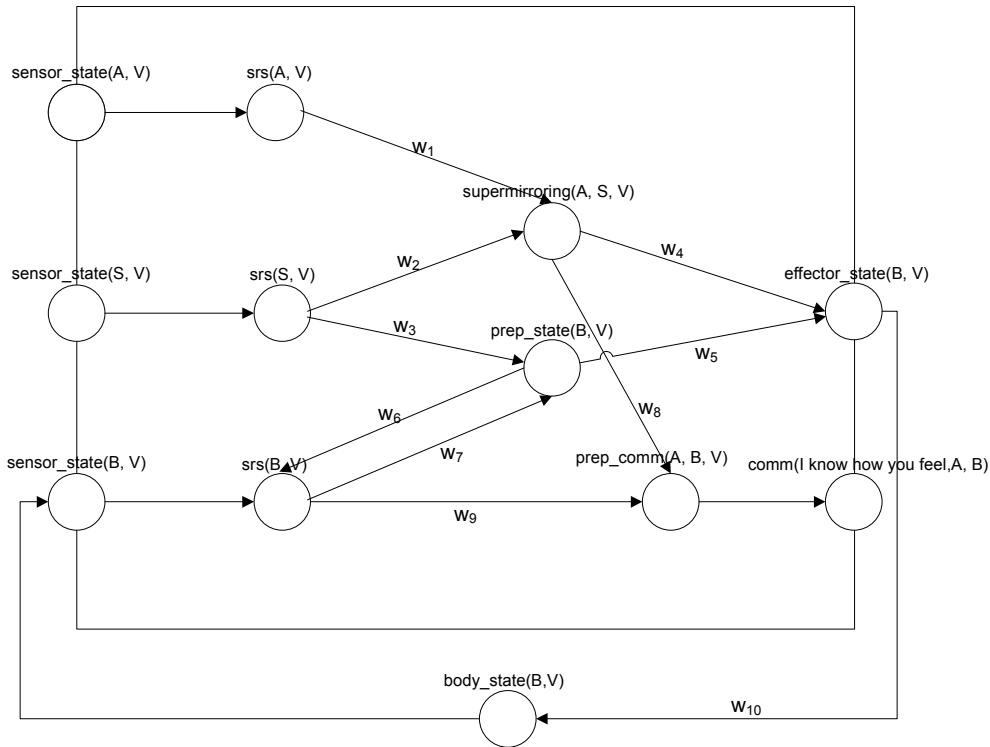 sensor_state(A, V)
srs(A, V)
w1
supermirroring(A, S, V)
w2
w4
sensor_state(S, V)
srs(S, V)
effector_state(B, V)
w3
prep_state(B, V)
w5
w6
w8
w7
sensor_state(B, V)
srs(B, V)
prep_comm(A, B, V)
comm(I know how you feel,A, B)
w9
body_state(B,V)
w10